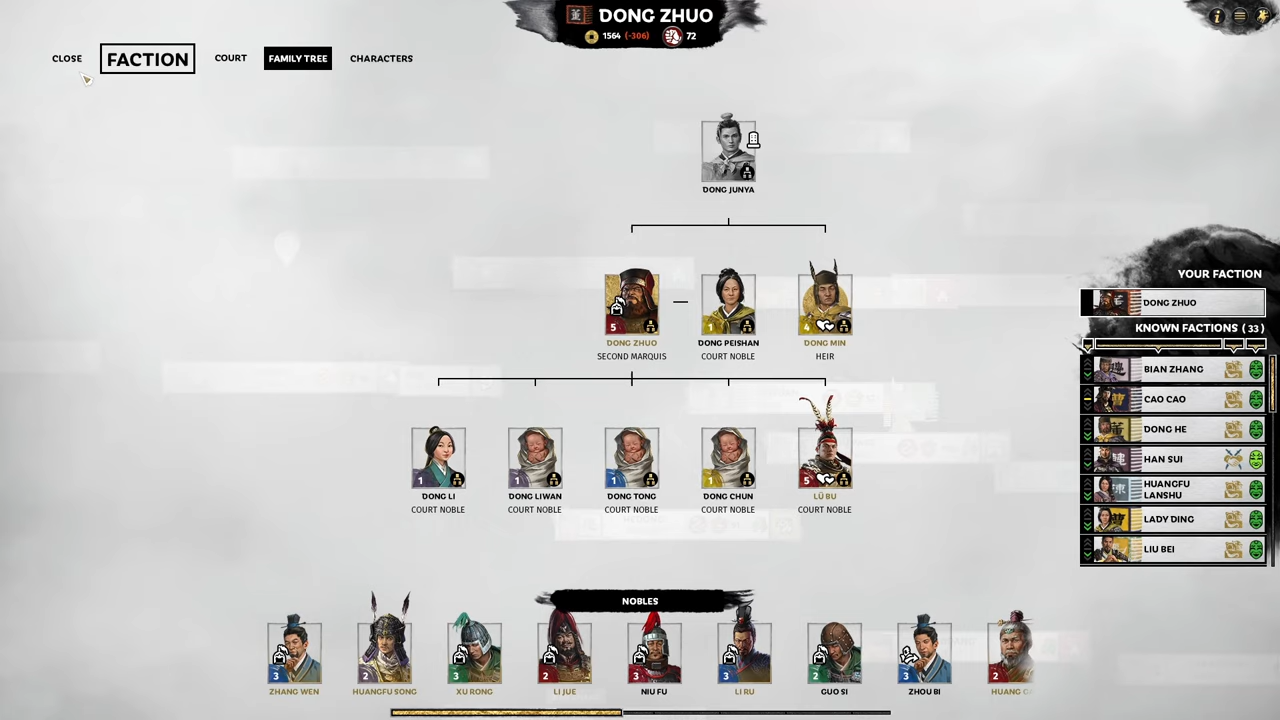 DONG ZHUO
1564 (-306) 72
CLOSE FACTION COURT FAMILY TREE CHARACTERS
DONG JUNYA
YOUR FACTION
DONG ZHUO
KNOWN FACTIONS ( 33 )
5 1 4
DONG ZHUO DONG PEISHAN DONG MIN
SECOND MARQUIS COURT NOBLE HEIR
BIAN ZHANG
CAO CAO
DONG HE
HAN SUI
HUANGFU
LANSHU
LADY DING
LIU BEI
1 1 1 1 5
DONG LI DONG LIWAN DONG TONG DONG CHUN LÜ BU
COURT NOBLE COURT NOBLE COURT NOBLE COURT NOBLE COURT NOBLE
NOBLES
3 2 3 2 3 3 2 3 2
ZHANG WEN HUANGFU SONG XU RONG LI JUE NIU FU LI RU GUO SI ZHOU BI HUANG